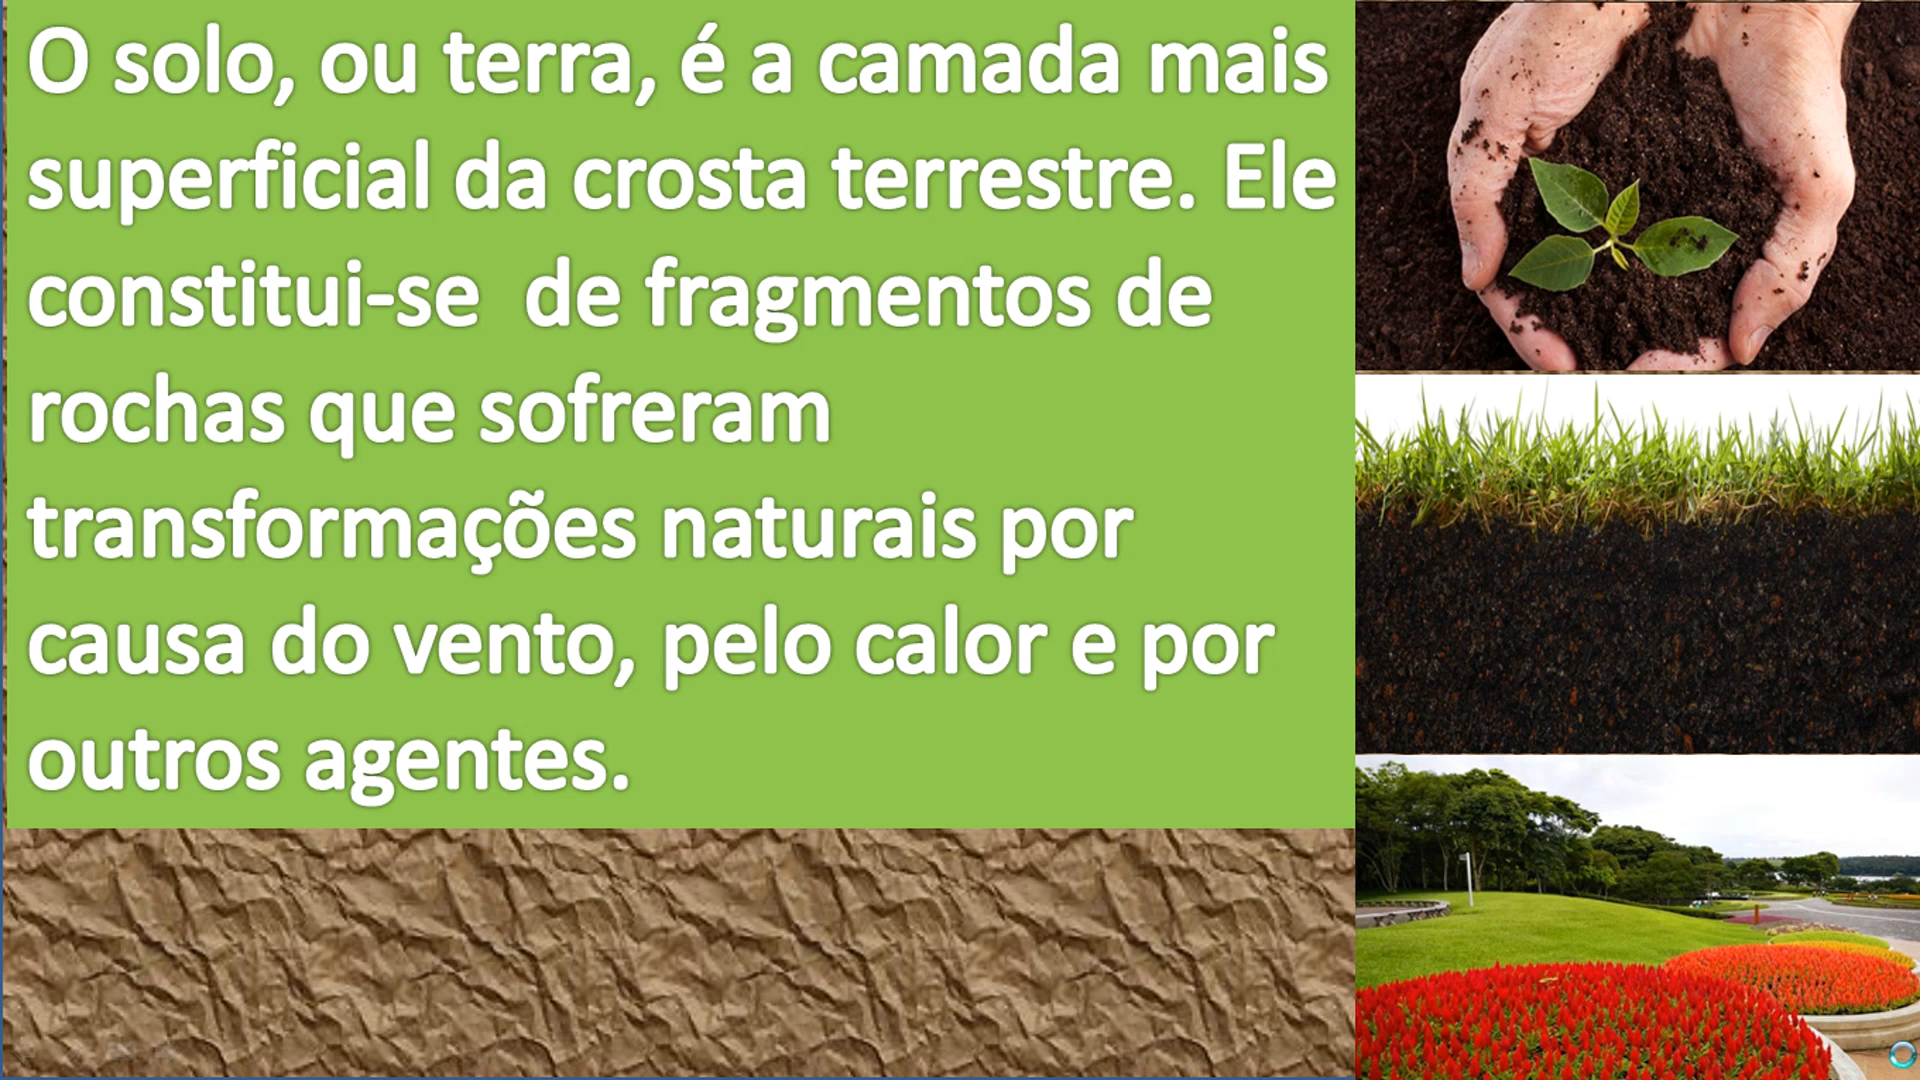 O solo, ou terra, é a camada mais
superficial da crosta terrestre. Ele
constitui-se  de fragmentos de
rochas que sofreram
transformações naturais por
causa do vento, pelo calor e por
outros agentes.